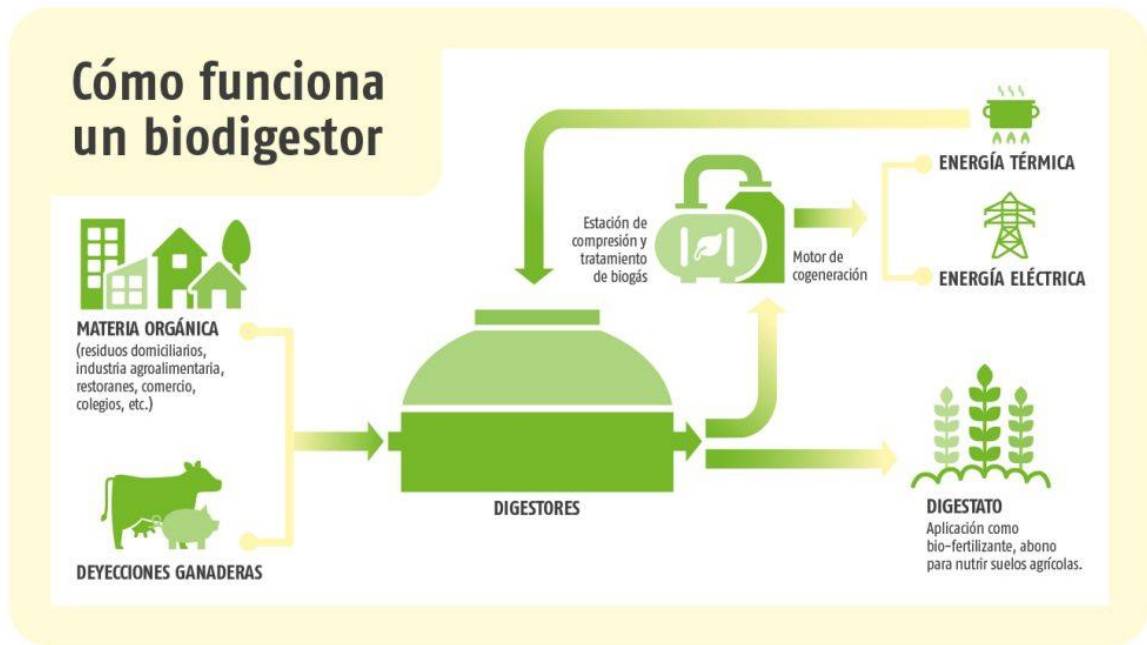 Cómo funciona
un biodigestor
MATERIA ORGÁNICA
(residuos domiciliarios,
industria agroalimentaria,
restoranes, comercio,
colegios, etc.)
DEYECCIONES GANADERAS
DIGESTORES
Estación de
compresión y
tratamiento
de biogás
Motor de
cogeneración
ENERGÍA TÉRMICA
ENERGÍA ELÉCTRICA
DIGESTATO
Aplicación como
bio-fertilizante, abono
para nutrir suelos agrícolas.